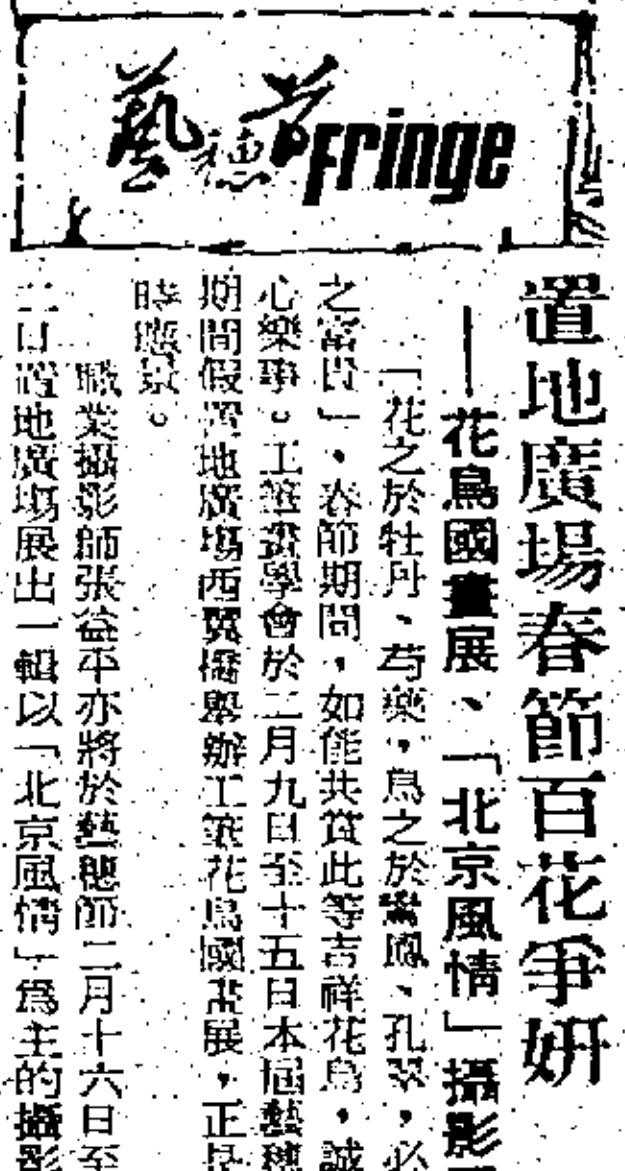 藝穗節 Fringe
置地廣場春節百花爭妍
——花鳥國畫展、「北京風情」攝影
「花之於牡丹、芍藥,鳥之於鸞鳳、孔翠,必
之富貴」,春節期間,如能共賞此等吉祥花鳥,誠
心樂事。工筆畫學會於二月九日至十五日本屆藝穗
期間假置地廣場西翼橋舉辦工筆花鳥國畫展,正是
時應景。
職業攝影師張益平亦將於藝穗節二月十六日至
二日置地廣場展出一輯以「北京風情」爲主的攝影